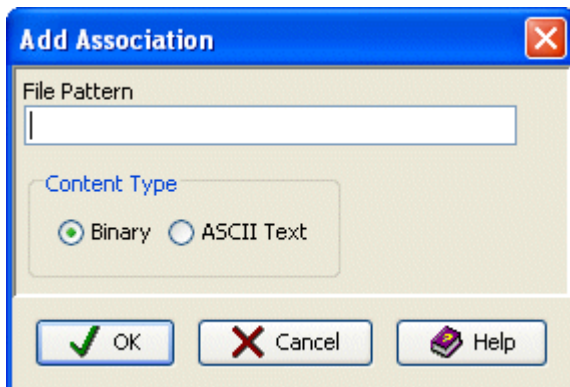 Add Association
File Pattern
Content Type
Binary ASCII Text
OK Cancel Help